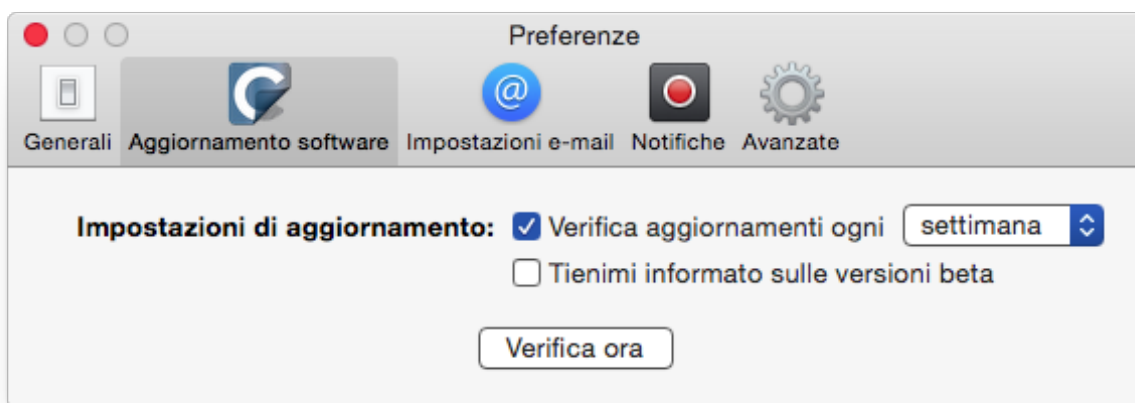 Preferenze
Generali Aggiornamento software Impostazioni e-mail Notifiche Avanzate
Impostazioni di aggiornamento: Verifica aggiornamenti ogni settimana
Tienimi informato sulle versioni beta
Verifica ora